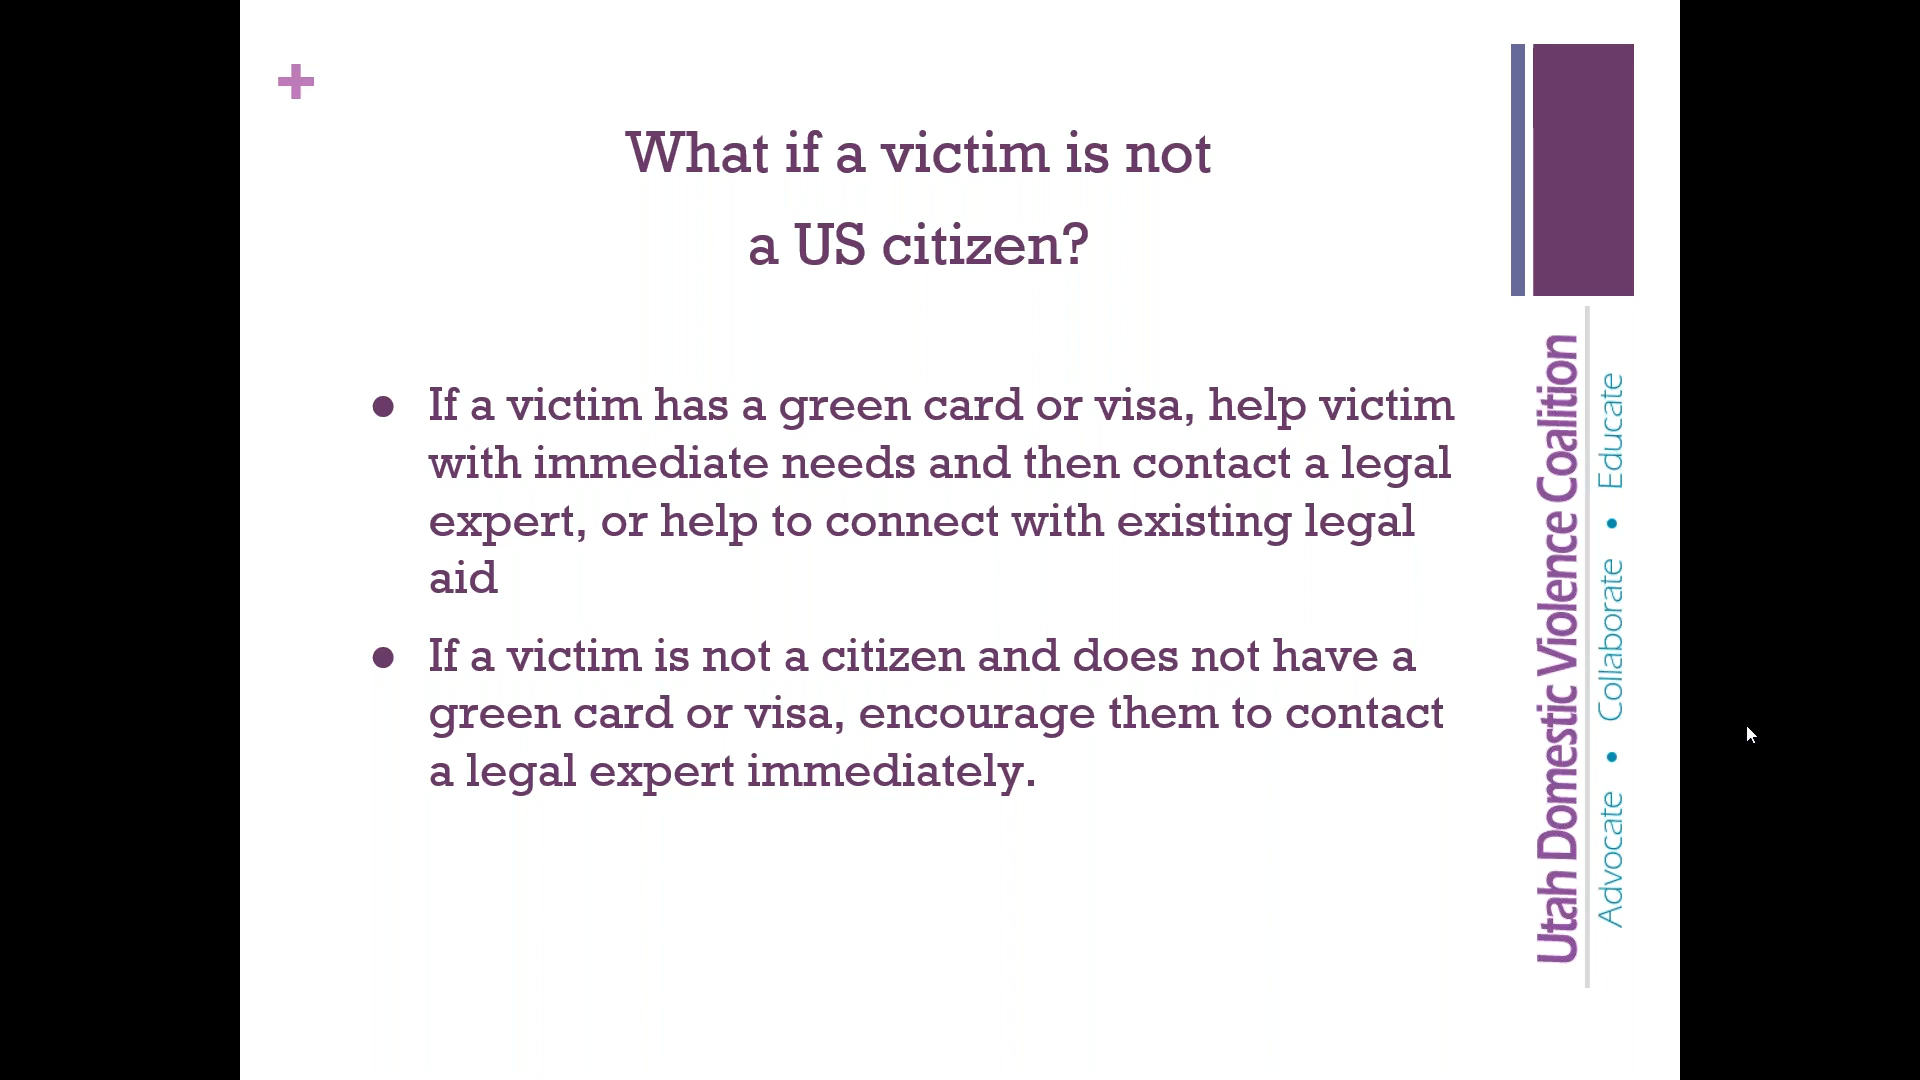 What if a victim is not
a US citizen?
● If a victim has a green card or visa, help victim
with immediate needs and then contact a legal
expert, or help to connect with existing legal
aid
● If a victim is not a citizen and does not have a
green card or visa, encourage them to contact
a legal expert immediately.
Utah Domestic Violence Coalition
Advocate • Collaborate • Educate